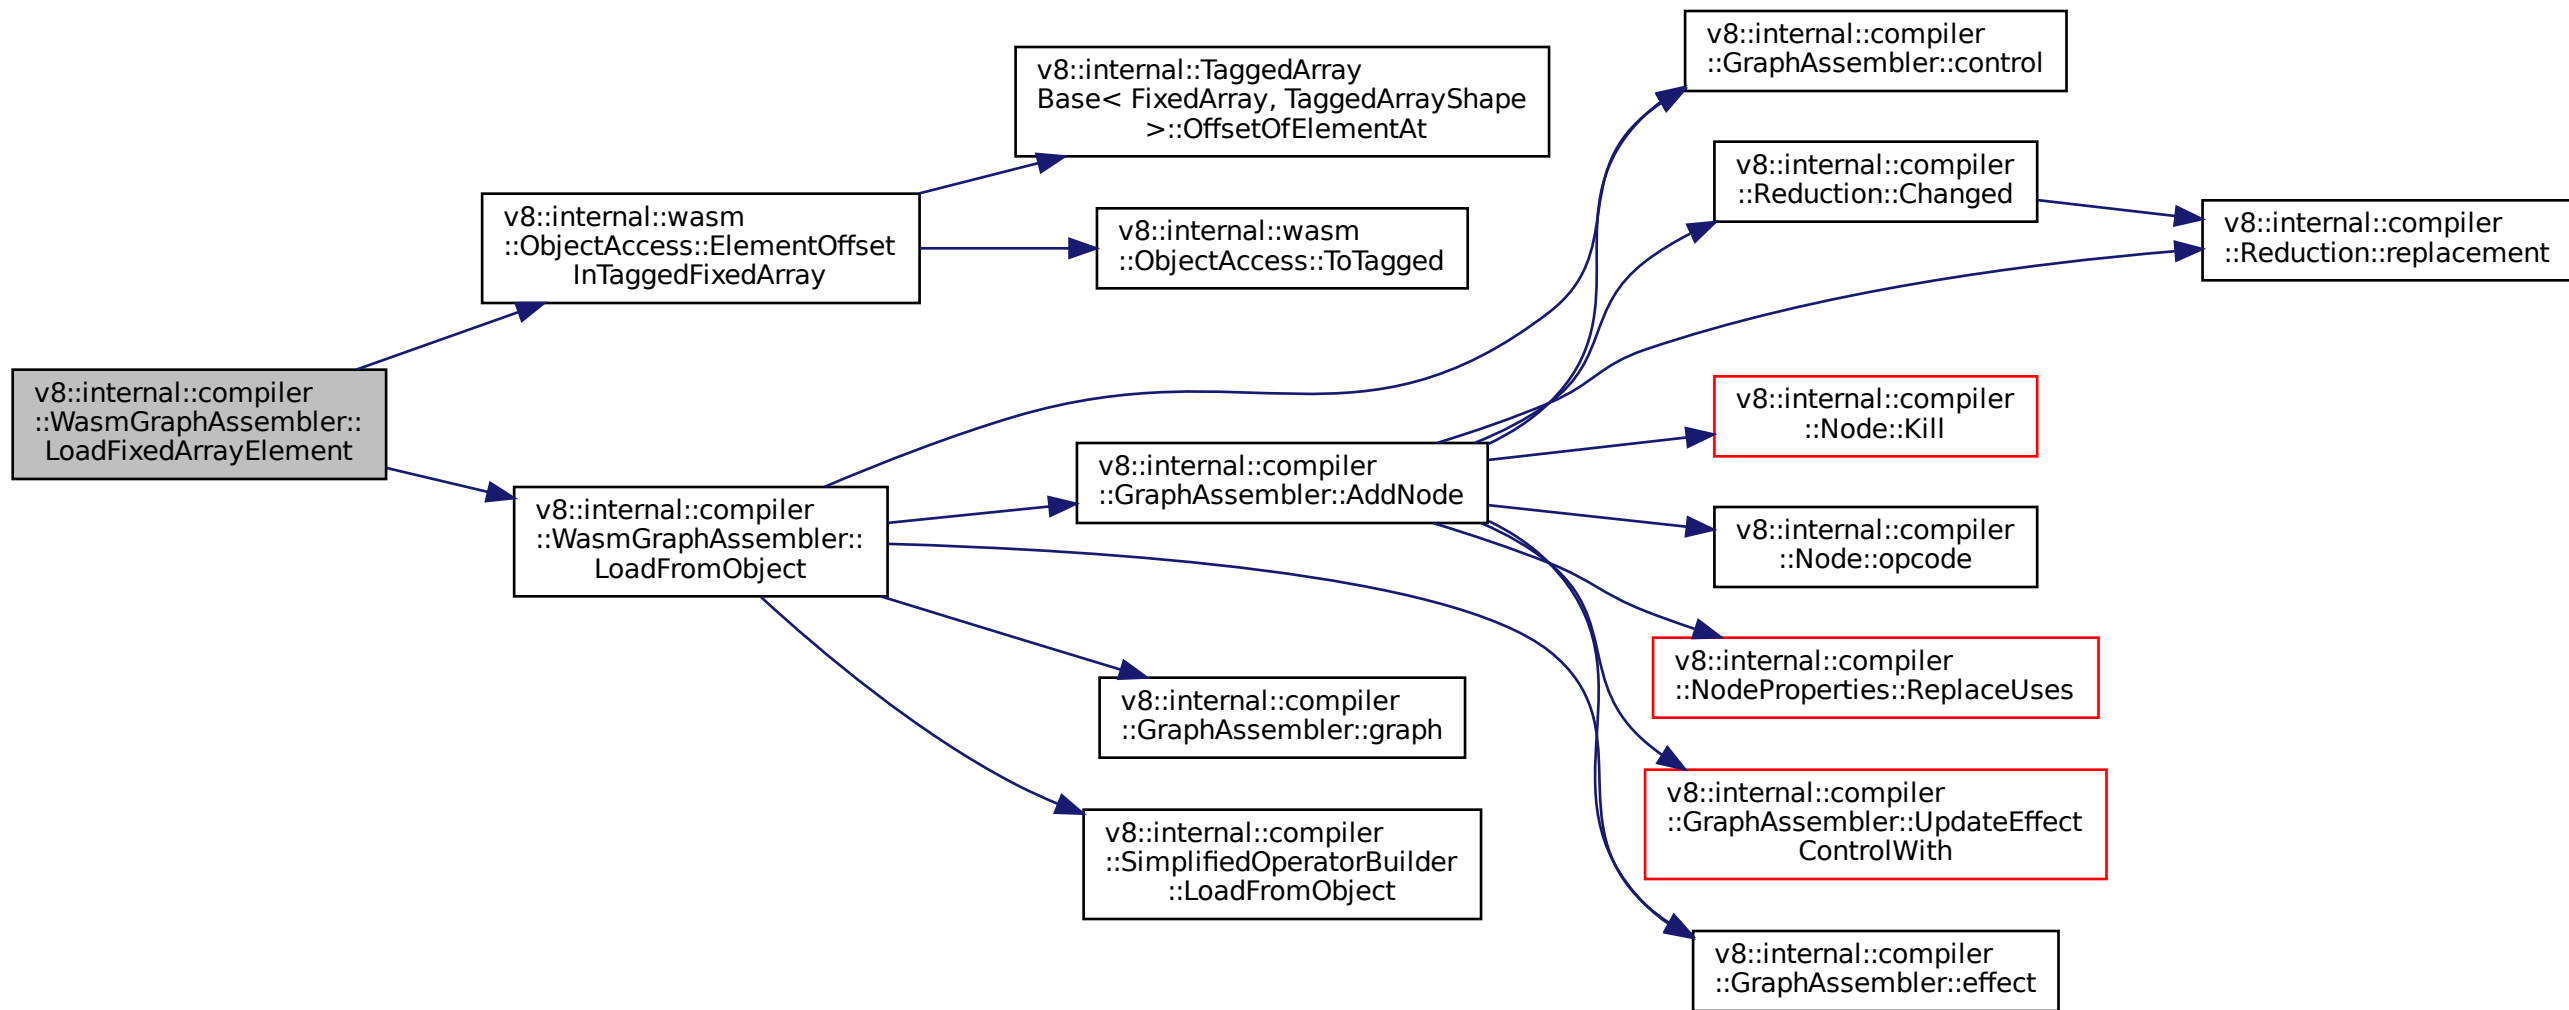 v8::internal::compiler
::WasmGraphAssembler::
LoadFixedArrayElement
v8::internal::wasm
::ObjectAccess::ElementOffset
InTaggedFixedArray
v8::internal::compiler
::WasmGraphAssembler::
LoadFromObject
v8::internal::TaggedArray
Base< FixedArray, TaggedArrayShape
>::OffsetOfElementAt
v8::internal::wasm
::ObjectAccess::ToTagged
v8::internal::compiler
::GraphAssembler::AddNode
v8::internal::compiler
::GraphAssembler::graph
v8::internal::compiler
::SimplifiedOperatorBuilder
::LoadFromObject
v8::internal::compiler
::GraphAssembler::control
v8::internal::compiler
::Reduction::Changed
v8::internal::compiler
::Node::Kill
v8::internal::compiler
::Node::opcode
v8::internal::compiler
::NodeProperties::ReplaceUses
v8::internal::compiler
::GraphAssembler::UpdateEffect
ControlWith
v8::internal::compiler
::GraphAssembler::effect
v8::internal::compiler
::Reduction::replacement